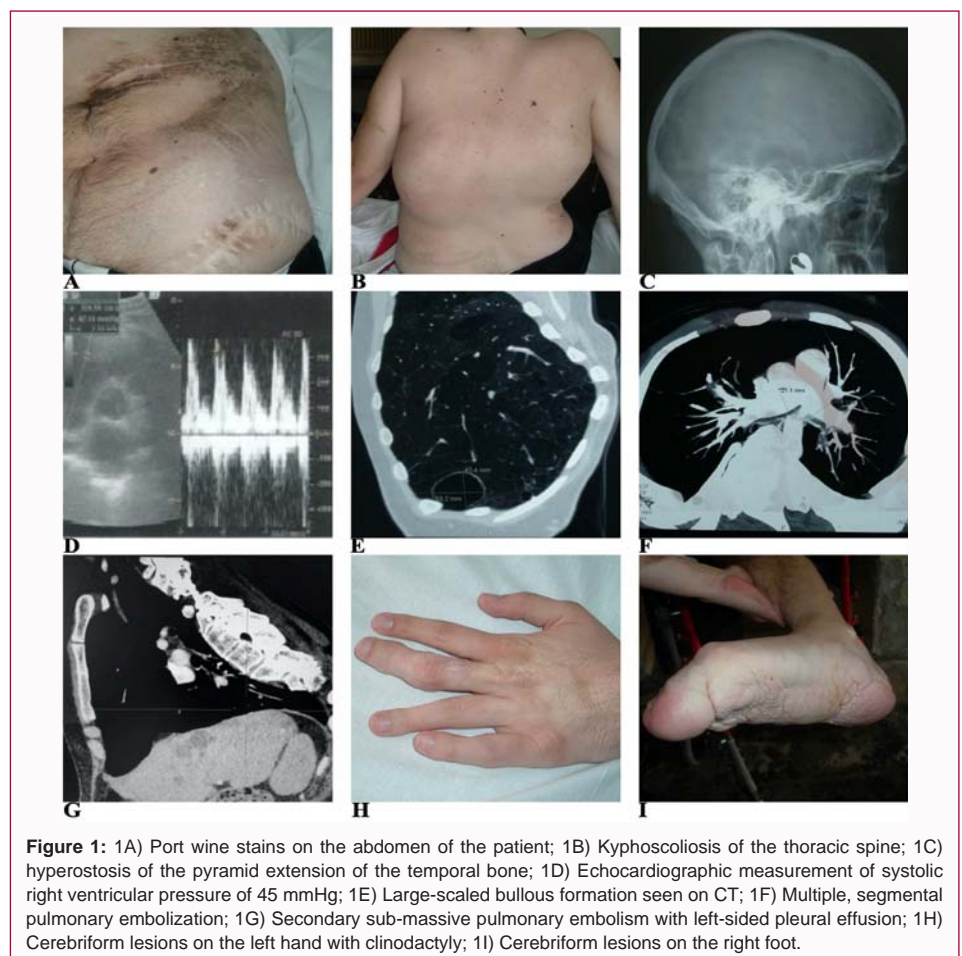 A
B
C
D
E
F
G
H
I
Figure 1: 1A) Port wine stains on the abdomen of the patient; 1B) Kyphoscoliosis of the thoracic spine; 1C)
hyperostosis of the pyramid extension of the temporal bone; 1D) Echocardiographic measurement of systolic
right ventricular pressure of 45 mmHg; 1E) Large-scaled bullous formation seen on CT; 1F) Multiple, segmental
pulmonary embolization; 1G) Secondary sub-massive pulmonary embolism with left-sided pleural effusion; 1H)
Cerebriform lesions on the left hand with clinodactyly; 1I) Cerebriform lesions on the right foot.